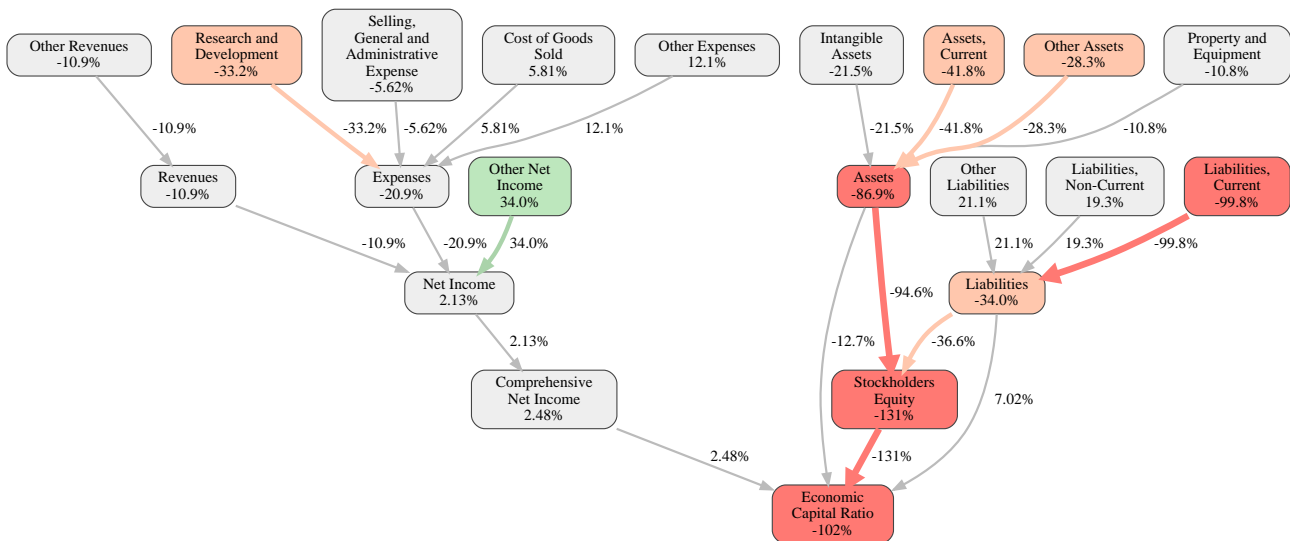 Other Revenues
-10.9%
Research and
Development
-33.2%
Selling,
General and
Administrative
Expense
-5.62%
Cost of Goods
Sold
5.81%
Other Expenses
12.1%
Intangible
Assets
-21.5%
Assets,
Current
-41.8%
Other Assets
-28.3%
Property and
Equipment
-10.8%
-10.9%
-33.2%
-5.62%
5.81%
12.1%
-21.5%
-41.8%
-28.3%
-10.8%
Revenues
-10.9%
Expenses
-20.9%
Other Net
Income
34.0%
Assets
-86.9%
Other
Liabilities
21.1%
Liabilities,
Non-Current
19.3%
Liabilities,
Current
-99.8%
-10.9%
-20.9%
34.0%
21.1%
19.3%
-99.8%
Net Income
2.13%
-94.6%
Liabilities
-34.0%
2.13%
-12.7%
-36.6%
Comprehensive
Net Income
2.48%
Stockholders
Equity
-131%
7.02%
2.48%
-131%
Economic
Capital Ratio
-102%